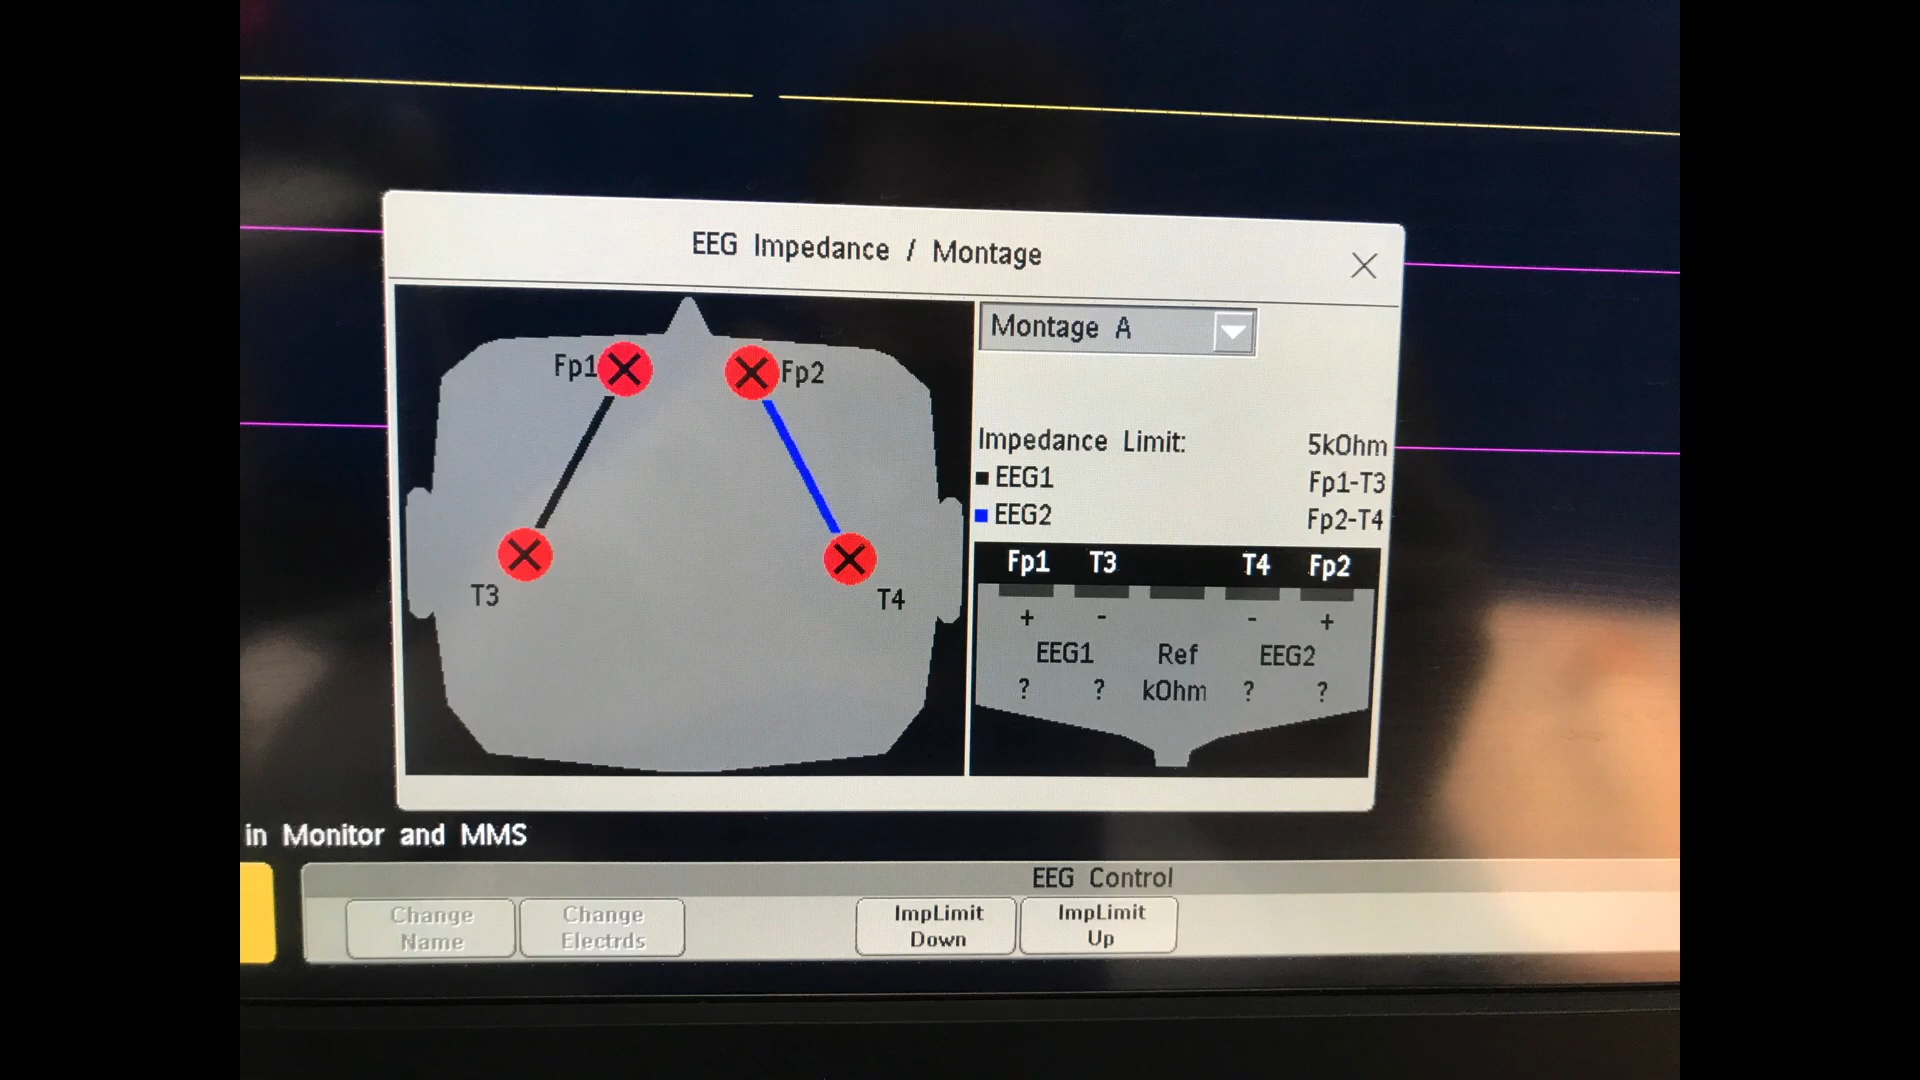 EEG Impedance / Montage
Fp1
Fp2
T3
T4
Montage A
Impedance Limit: 5kOhm
EEG1 Fp1-T3
EEG2 Fp2-T4
Fp1 T3 T4 Fp2
+ - - +
EEG1 Ref EEG2
? ? kOhm ? ?
in Monitor and MMS
EEG Control
Change
Name
Change
Electrds
ImpLimit
Down
ImpLimit
Up